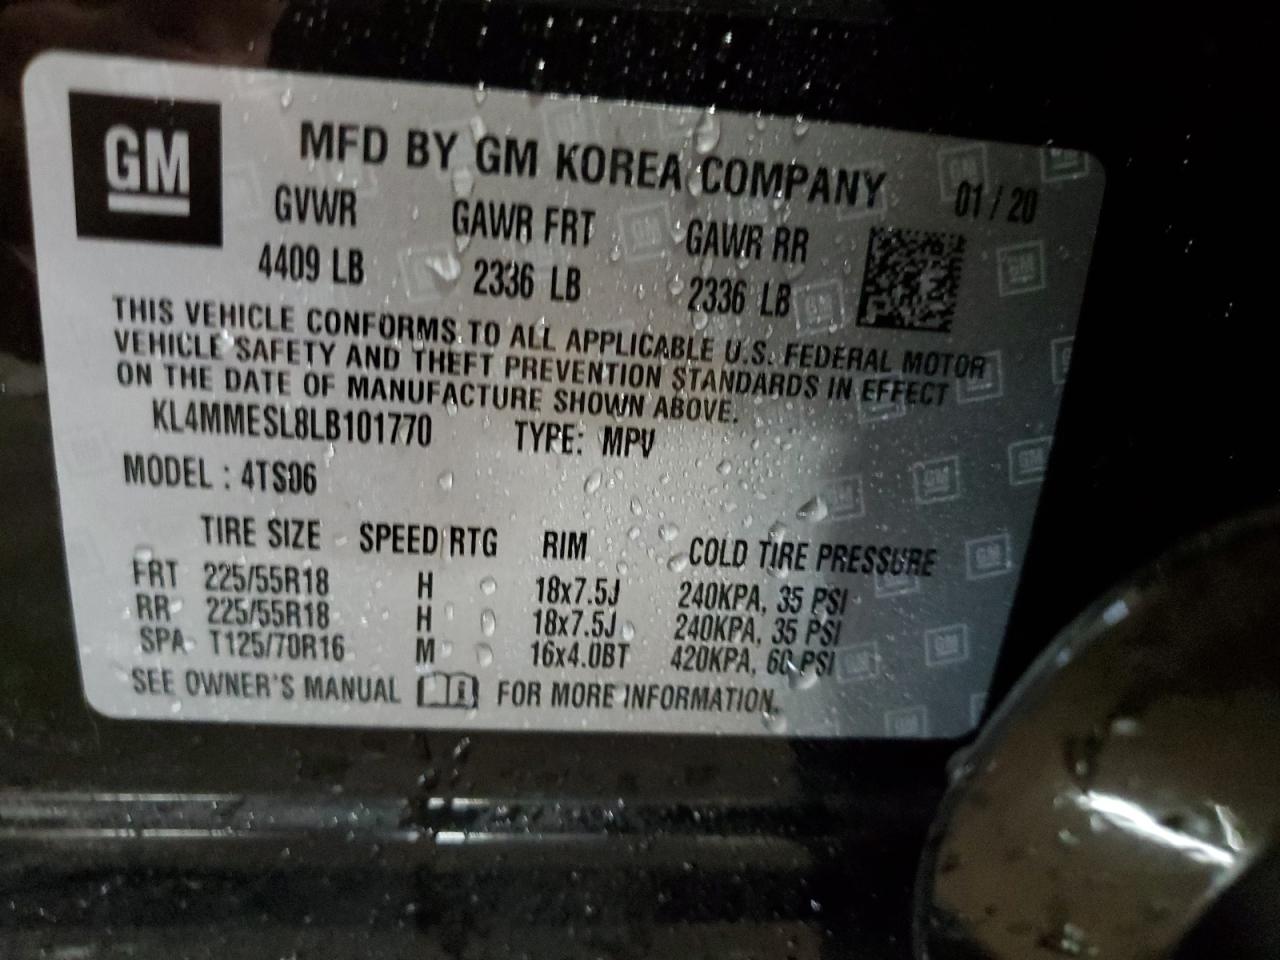 GM
MFD BY GM KOREA COMPANY 01 / 20
GVWR GAWR FRT GAWR RR
4409 LB 2336 LB 2336 LB
THIS VEHICLE CONFORMS TO ALL APPLICABLE U.S. FEDERAL MOTOR
VEHICLE SAFETY AND THEFT PREVENTION STANDARDS IN EFFECT
ON THE DATE OF MANUFACTURE SHOWN ABOVE.
KL4MMESL8LB101770 TYPE: MPV
MODEL : 4TS06
TIRE SIZE SPEED RTG RIM COLD TIRE PRESSURE
FRT 225/55R18 H 18x7.5J 240KPA, 35 PSI
RR 225/55R18 H 18x7.5J 240KPA, 35 PSI
SPA T125/70R16 M 16x4.0BT 420KPA, 60 PSI
SEE OWNER'S MANUAL FOR MORE INFORMATION.